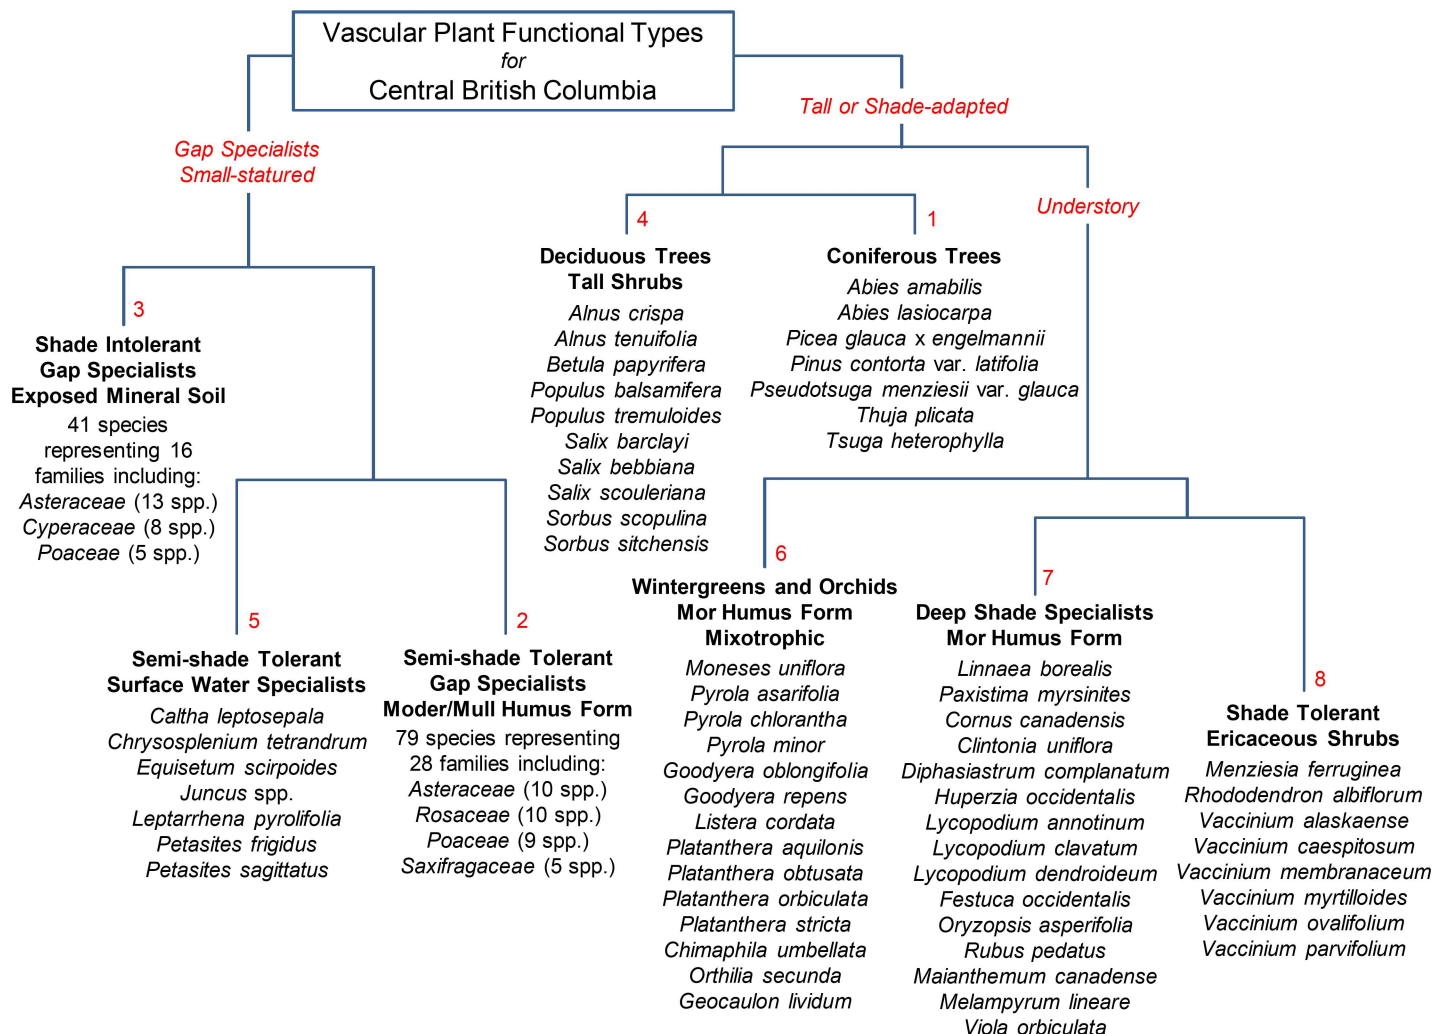 Vascular Plant Functional Types
for
Central British Columbia
Gap Specialists
Small-statured
Tall or Shade-adapted
Understory
3
Shade Intolerant
Gap Specialists
Exposed Mineral Soil
41 species
representing 16
families including:
Asteraceae (13 spp.)
Cyperaceae (8 spp.)
Poaceae (5 spp.)
5
Semi-shade Tolerant
Surface Water Specialists
Caltha leptosepala
Chrysosplenium tetrandrum
Equisetum scirpoides
Juncus spp.
Leptarrhena pyrolifolia
Petasites frigidus
Petasites sagittatus
2
Semi-shade Tolerant
Gap Specialists
Moder/Mull Humus Form
79 species representing
28 families including:
Asteraceae (10 spp.)
Rosaceae (10 spp.)
Poaceae (9 spp.)
Saxifragaceae (5 spp.)
4
Deciduous Trees
Tall Shrubs
Alnus crispa
Alnus tenuifolia
Betula papyrifera
Populus balsamifera
Populus tremuloides
Salix barclayi
Salix bebbiana
Salix scouleriana
Sorbus scopulina
Sorbus sitchensis
1
Coniferous Trees
Abies amabilis
Abies lasiocarpa
Picea glauca x engelmannii
Pinus contorta var. latifolia
Pseudotsuga menziesii var. glauca
Thuja plicata
Tsuga heterophylla
6
Wintergreens and Orchids
Mor Humus Form
Mixotrophic
Moneses uniflora
Pyrola asarifolia
Pyrola chlorantha
Pyrola minor
Goodyera oblongifolia
Goodyera repens
Listera cordata
Platanthera aquilonis
Platanthera obtusata
Platanthera orbiculata
Platanthera stricta
Chimaphila umbellata
Orthilia secunda
Geocaulon lividum
7
Deep Shade Specialists
Mor Humus Form
Linnaea borealis
Paxistima myrsinites
Cornus canadensis
Clintonia uniflora
Diphasiastrum complanatum
Huperzia occidentalis
Lycopodium annotinum
Lycopodium clavatum
Lycopodium dendroideum
Festuca occidentalis
Oryzopsis asperifolia
Rubus pedatus
Maianthemum canadense
Melampyrum lineare
Viola orbiculata
8
Shade Tolerant
Ericaceous Shrubs
Menziesia ferruginea
Rhododendron albiflorum
Vaccinium alaskaense
Vaccinium caespitosum
Vaccinium membranaceum
Vaccinium myrtilloides
Vaccinium ovalifolium
Vaccinium parvifolium